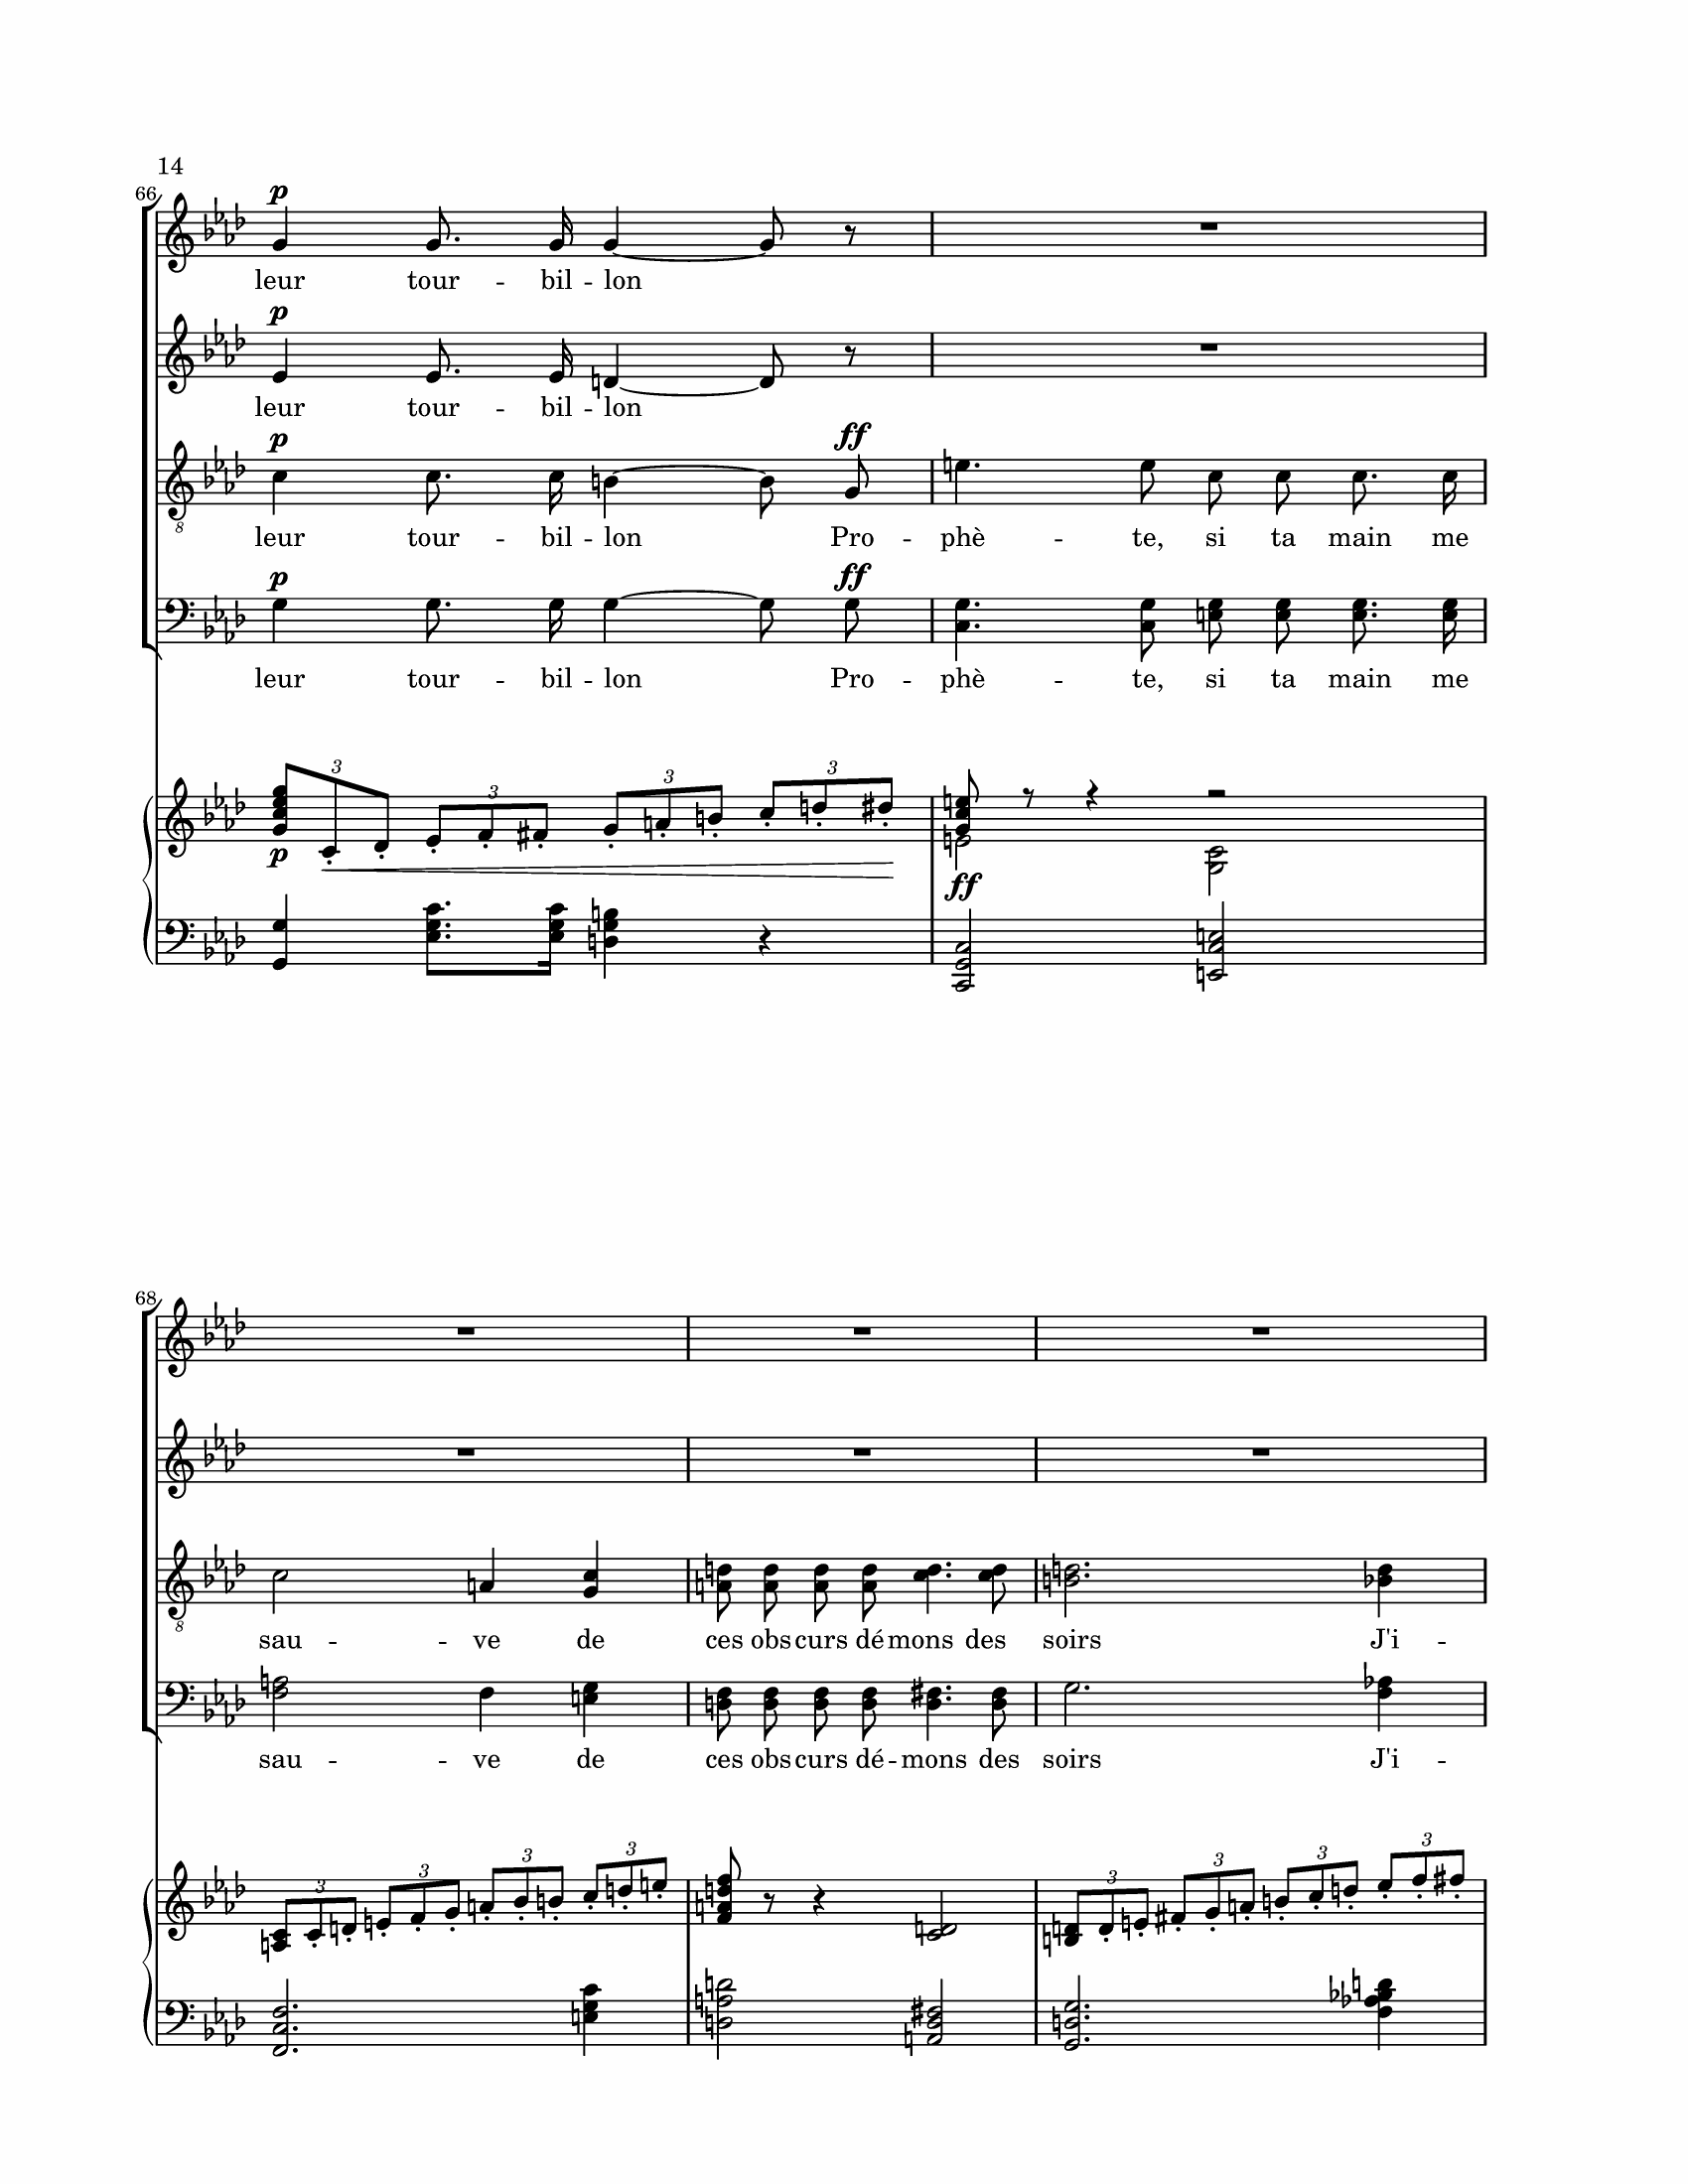 14
66
p
leur tour -- bil -- lon
p
leur tour -- bil -- lon
p ff
leur tour -- bil -- lon Pro -- phè -- te, si ta main me
p ff
leur tour -- bil -- lon Pro -- phè -- te, si ta main me
3 3 3 3
p ff
68
sau -- ve de ces obs curs dé mons des soirs J'i --
sau -- ve de ces obs curs dé -- mons des soirs J'i --
3 3 3 3 3 3 3 3